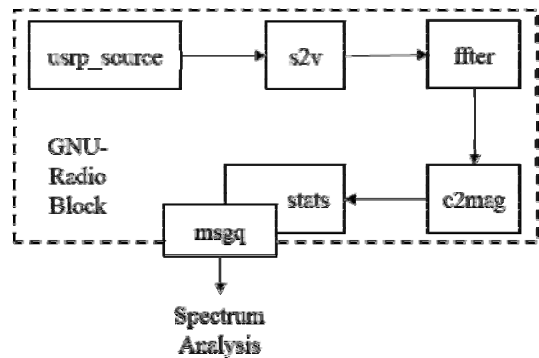 usrp_source
s2v
ffter
GNU-
Radio
Block
stats
c2mag
msgq
Spectrum
Analysis